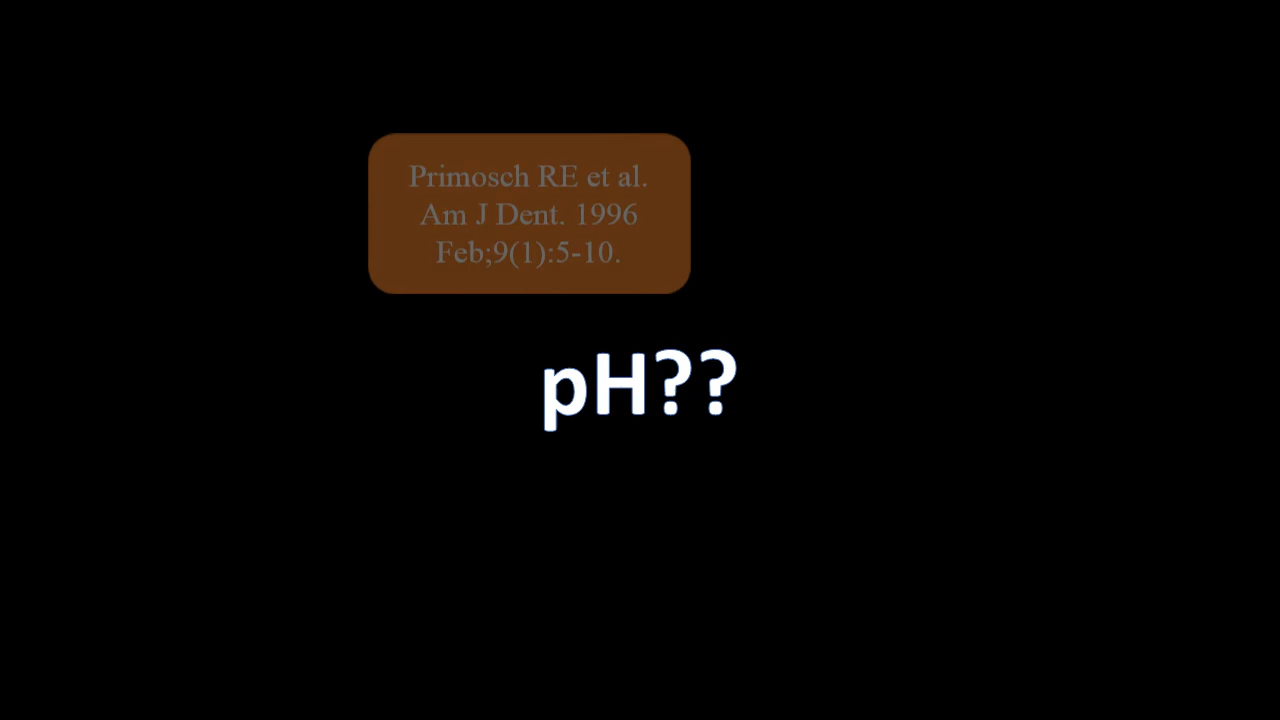 Primosch RE et al.
Am J Dent. 1996
Feb;9(1):5-10.
pH??